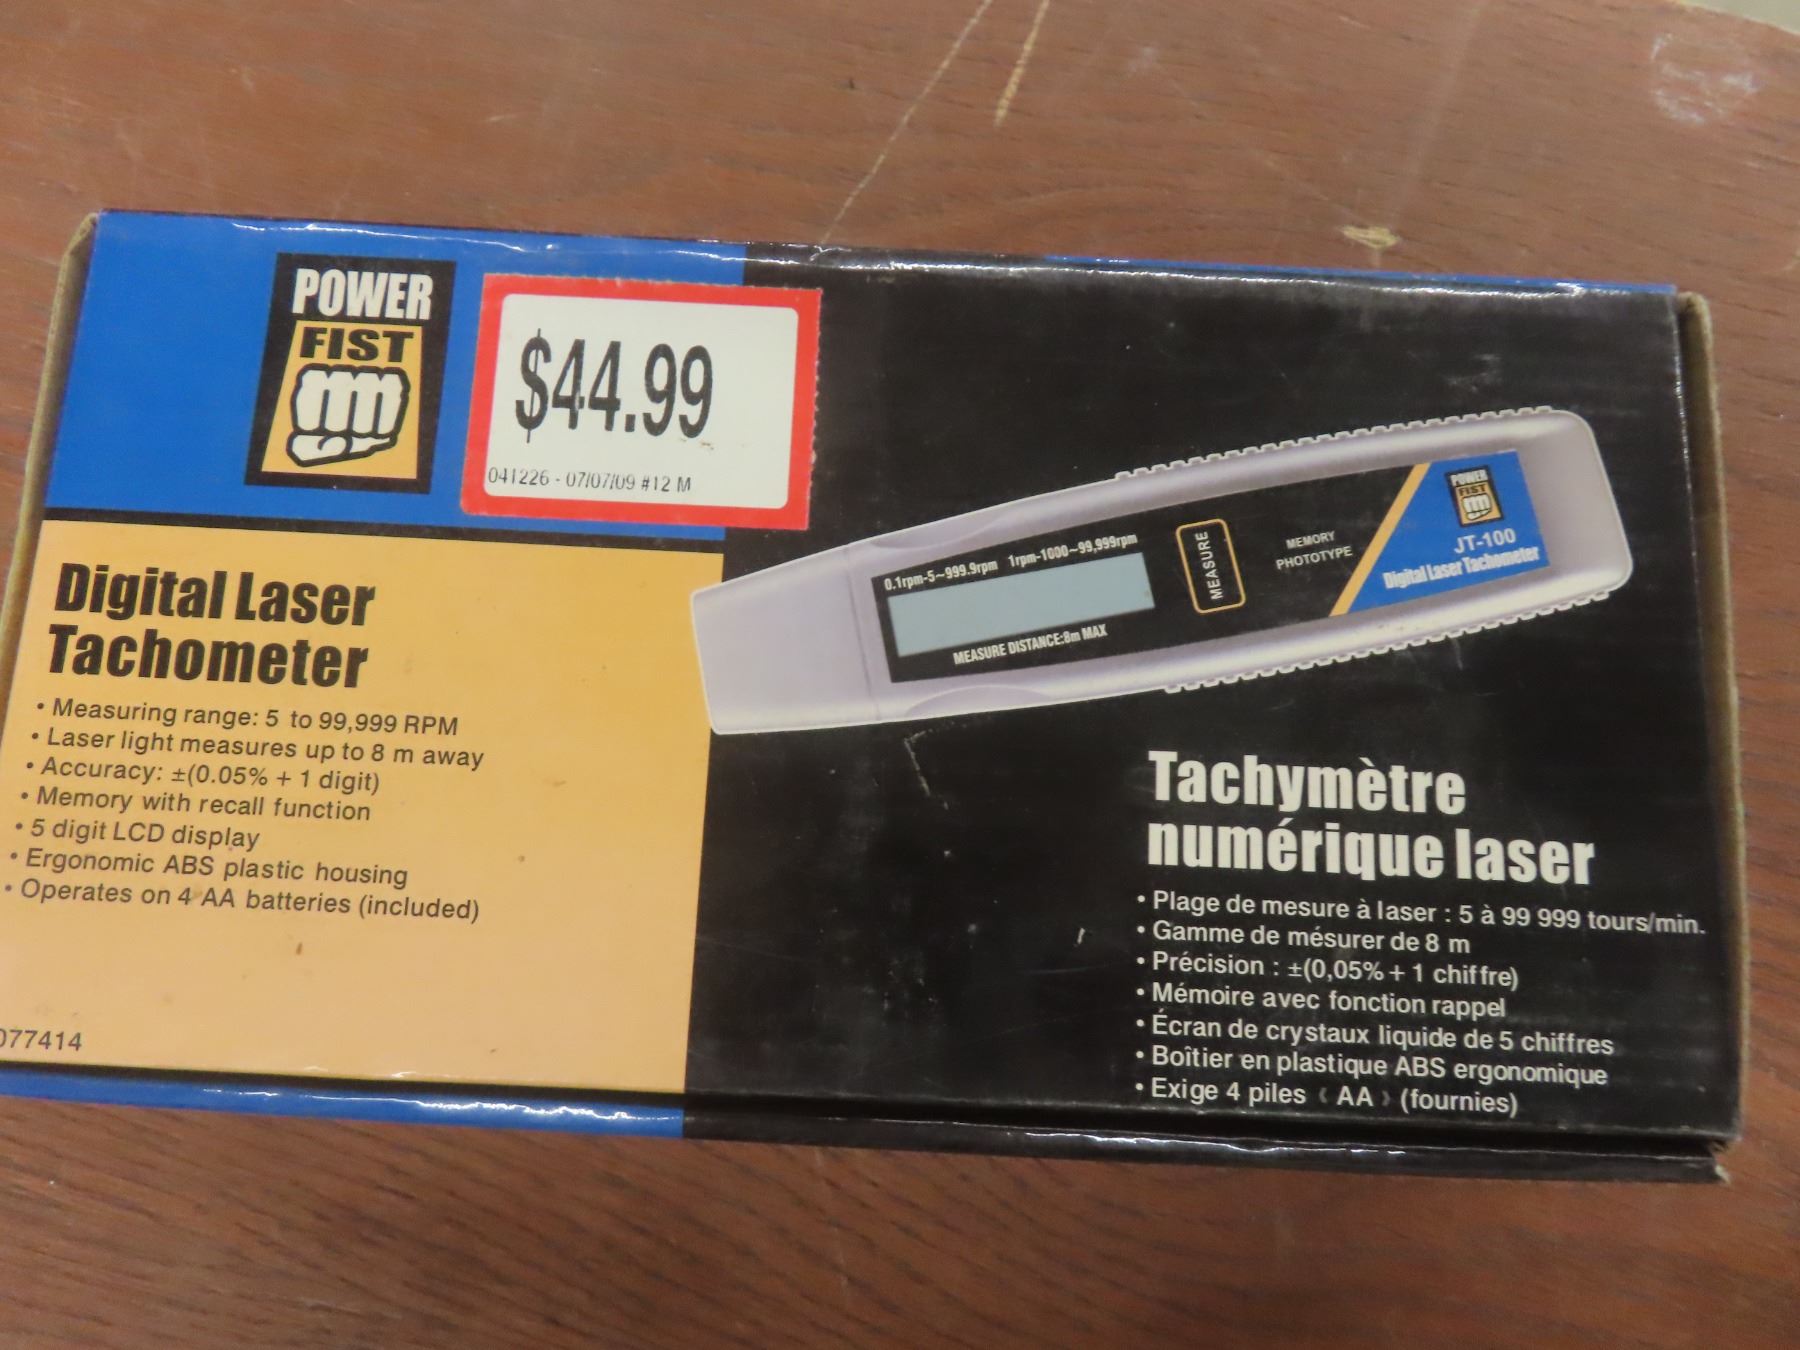 POWER
FIST
$44.99
041226 - 07/07/09 #12 M
Digital Laser
Tachometer
• Measuring range: 5 to 99,999 RPM
• Laser light measures up to 8 m away
• Accuracy: ±(0.05% + 1 digit)
• Memory with recall function
• 5 digit LCD display
• Ergonomic ABS plastic housing
• Operates on 4 AA batteries (included)
077414
0.1rpm-5~999.9rpm 1rpm-1000~99,999rpm
MEASURE DISTANCE:8m MAX
MEASURE
MEMORY
PHOTOTYPE
POWER
FIST
JT-100
Digital Laser Tachometer
Tachymètre
numérique laser
• Plage de mesure à laser : 5 à 99 999 tours/min.
• Gamme de mésurer de 8 m
• Précision : ±(0,05% + 1 chiffre)
• Mémoire avec fonction rappel
• Écran de crystaux liquide de 5 chiffres
• Boîtier en plastique ABS ergonomique
• Exige 4 piles 《 AA 》 (fournies)